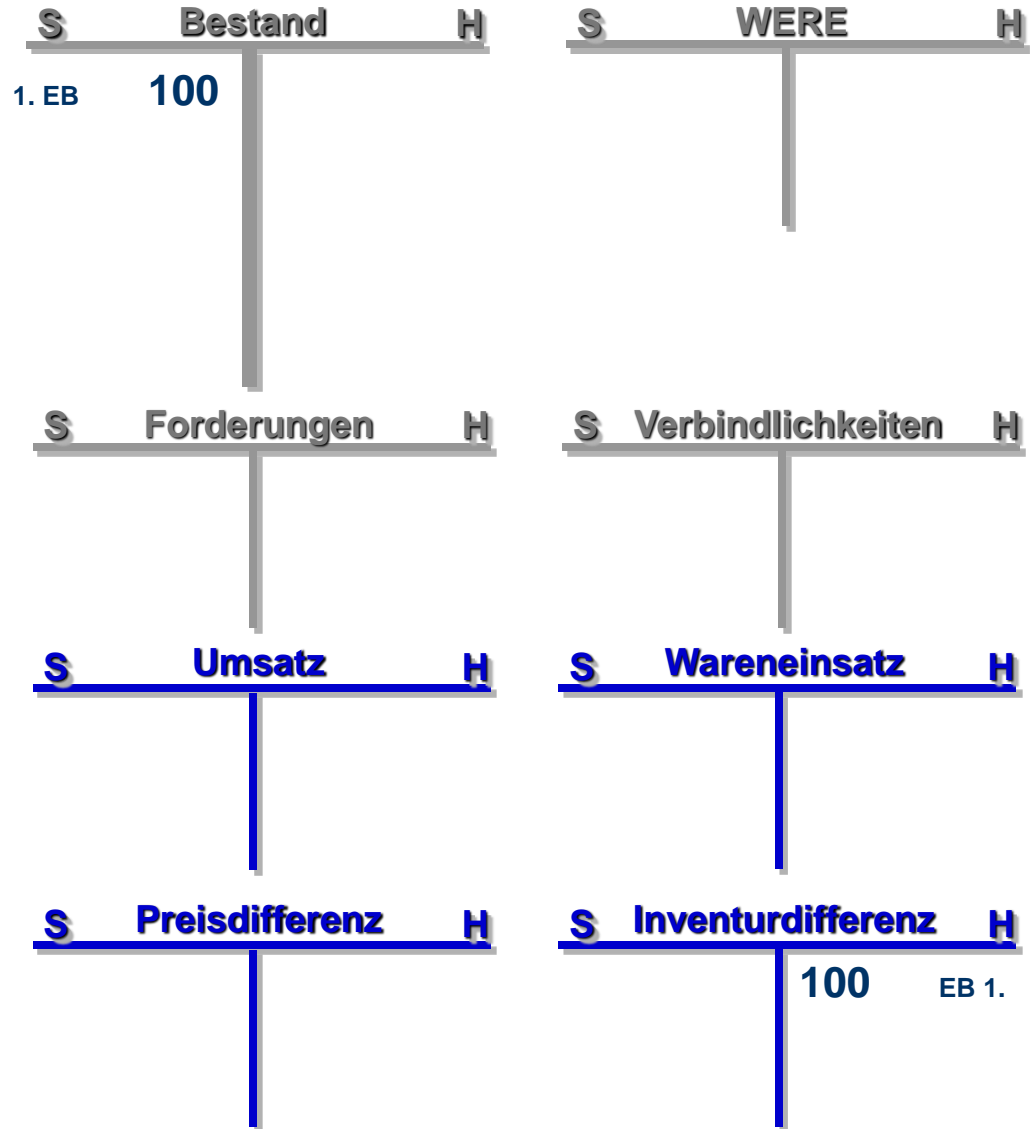 S Bestand H
1. EB 100
S WERE H
S Forderungen H
S Verbindlichkeiten H
S Umsatz H
S Wareneinsatz H
S Preisdifferenz H
S Inventurdifferenz H
100 EB 1.